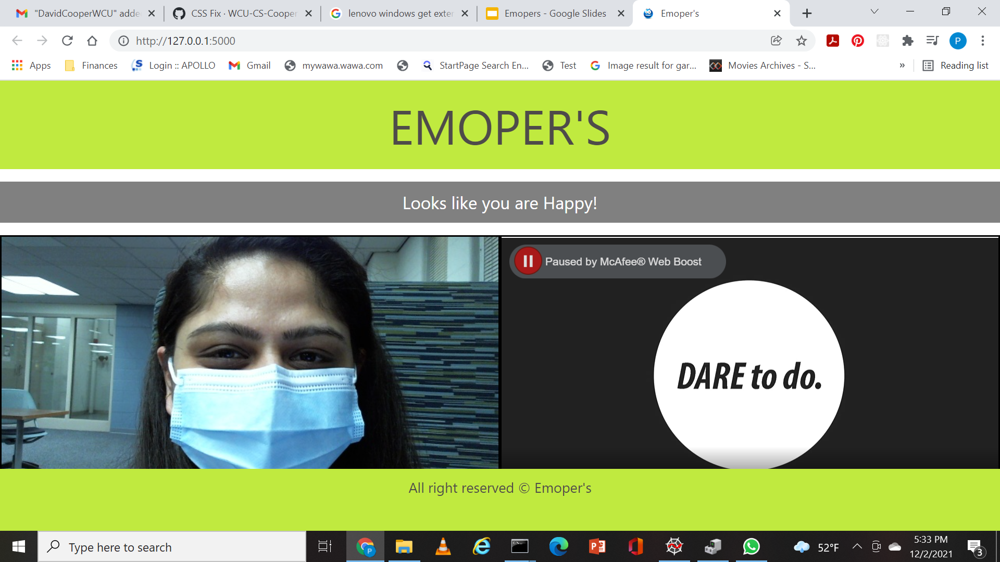 "DavidCooperWCU" adde
CSS Fix · WCU-CS-Cooper
lenovo windows get exter
Emopers - Google Slides
Emoper's
http://127.0.0.1:5000
P
Apps
Finances
Login :: APOLLO
Gmail
mywawa.wawa.com
StartPage Search En...
Test
Image result for gar...
Movies Archives - S...
»
Reading list
EMOPER'S
Looks like you are Happy!
Paused by McAfee® Web Boost
DARE to do.
All right reserved © Emoper's
Type here to search
P
52°F
5:33 PM
12/2/2021
3